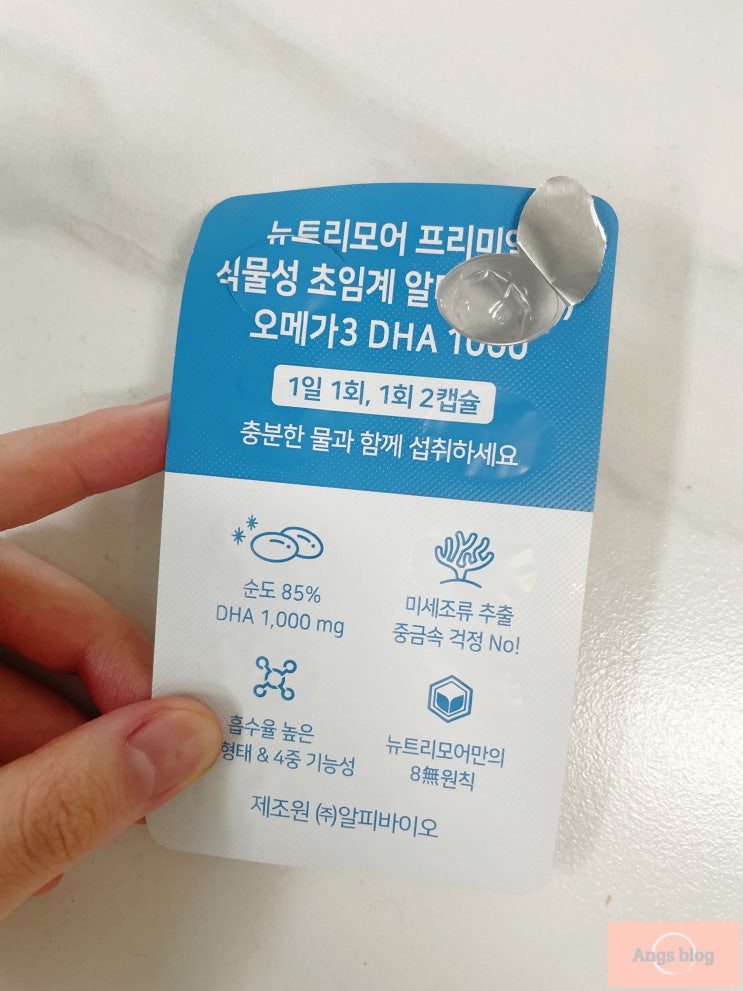 뉴트리모어 프리미엄
식물성 초임계
오메가3 DHA 1000
1일 1회, 1회 2캡슐
충분한 물과 함께 섭취하세요
순도 85%
DHA 1,000 mg
미세조류 추출
중금속 걱정 No!
흡수율 높은
형태 & 4중 기능성
뉴트리모어만의
8無원칙
제조원 ㈜알피바이오
Angs blog